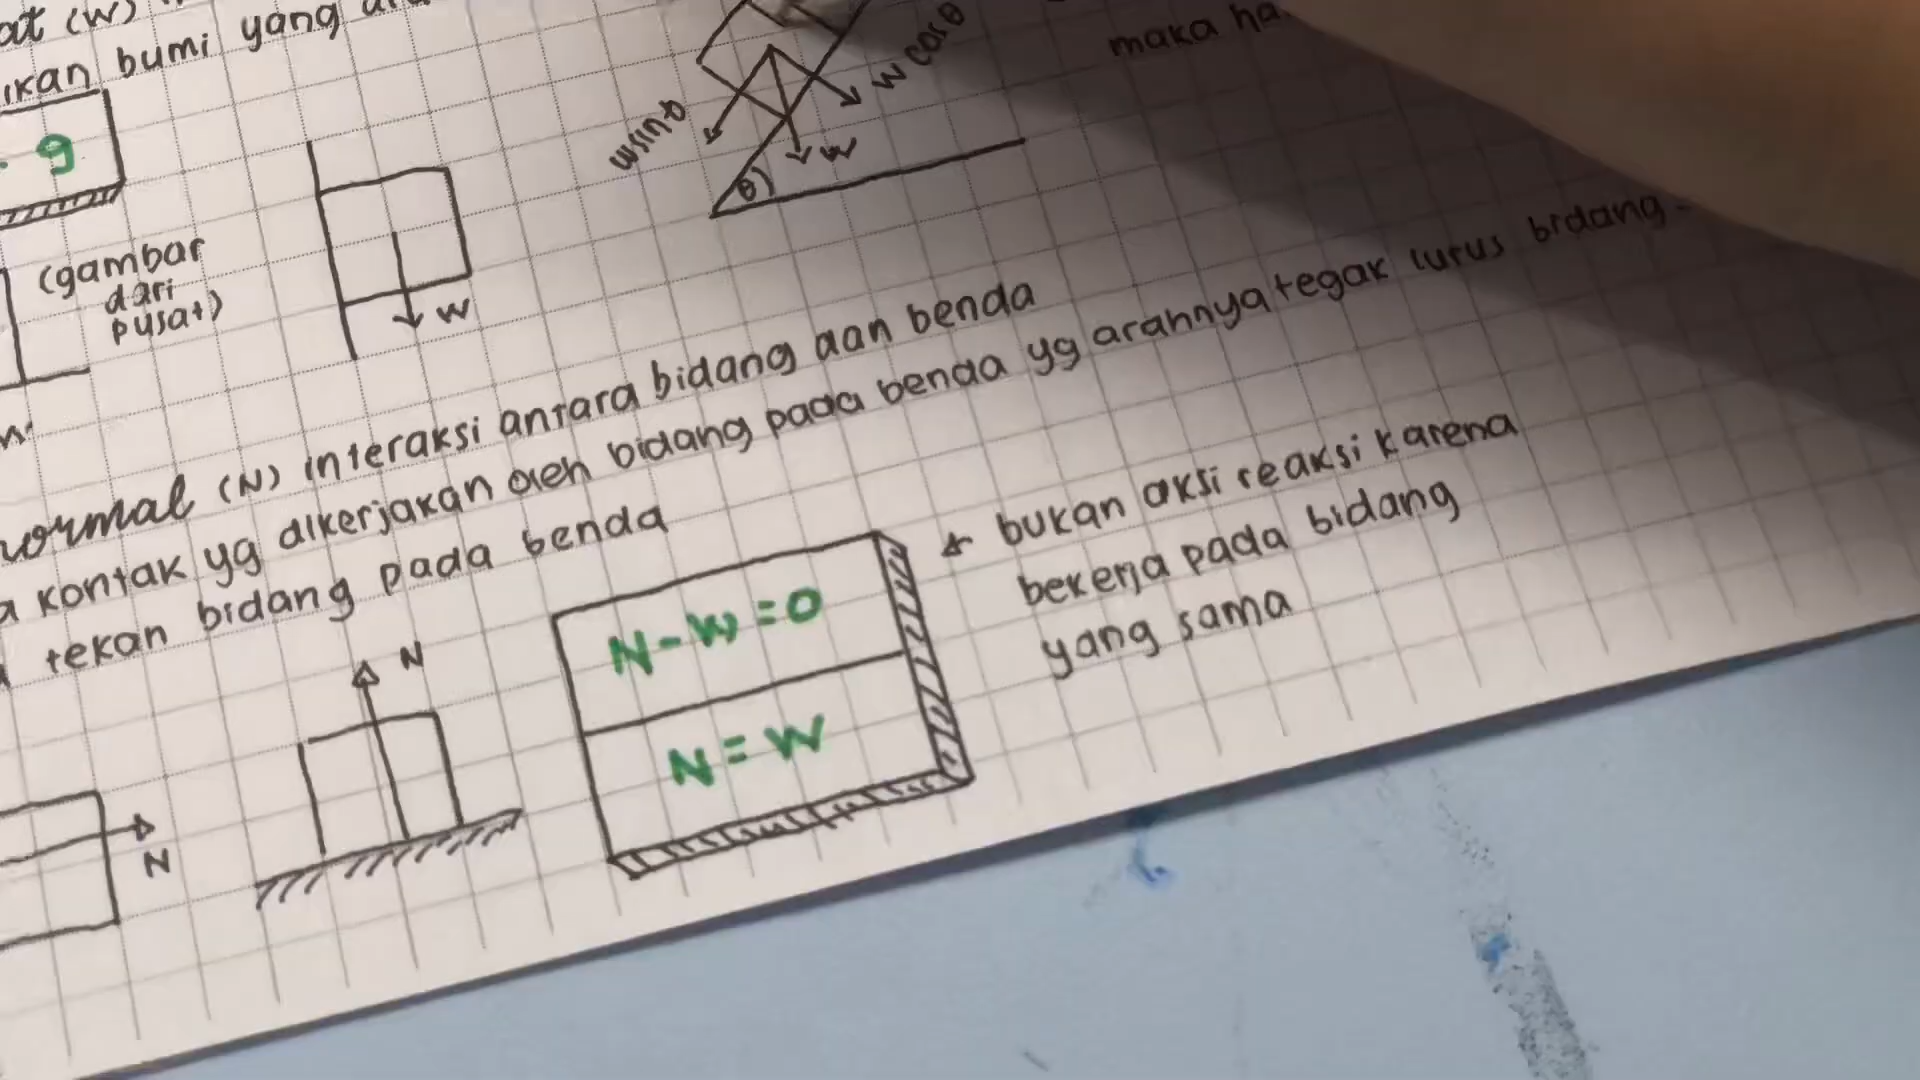 at (W)
ikan bumi yang
. g
(gambar
dari
pusat)
W
W sin θ
W cos θ
W
θ)
maka ha
normal (N) interaksi antara bidang dan benda
a kontak yg dikerjakan oleh bidang pada benda yg arahnya tegak lurus bidang.
tekan bidang pada benda
N
N
N - W = 0
N = W
bukan aksi reaksi karena
bekerja pada bidang
yang sama